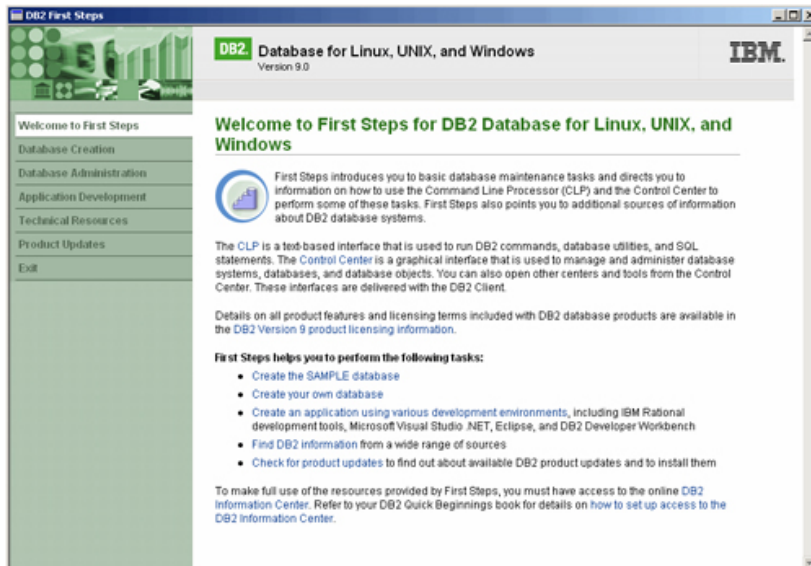 DB2 First Steps
DB2. Database for Linux, UNIX, and Windows
Version 9.0
IBM.
Welcome to First Steps
Database Creation
Database Administration
Application Development
Technical Resources
Product Updates
Exit
Welcome to First Steps for DB2 Database for Linux, UNIX, and
Windows
First Steps introduces you to basic database maintenance tasks and directs you to
information on how to use the Command Line Processor (CLP) and the Control Center to
perform some of these tasks. First Steps also points you to additional sources of information
about DB2 database systems.
The CLP is a text-based interface that is used to run DB2 commands, database utilities, and SQL
statements. The Control Center is a graphical interface that is used to manage and administer database
systems, databases, and database objects. You can also open other centers and tools from the Control
Center. These interfaces are delivered with the DB2 Client.
Details on all product features and licensing terms included with DB2 database products are available in
the DB2 Version 9 product licensing information.
First Steps helps you to perform the following tasks:
• Create the SAMPLE database
• Create your own database
• Create an application using various development environments, including IBM Rational
development tools, Microsoft Visual Studio .NET, Eclipse, and DB2 Developer Workbench
• Find DB2 information from a wide range of sources
• Check for product updates to find out about available DB2 product updates and to install them
To make full use of the resources provided by First Steps, you must have access to the online DB2
Information Center. Refer to your DB2 Quick Beginnings book for details on how to set up access to the
DB2 Information Center.